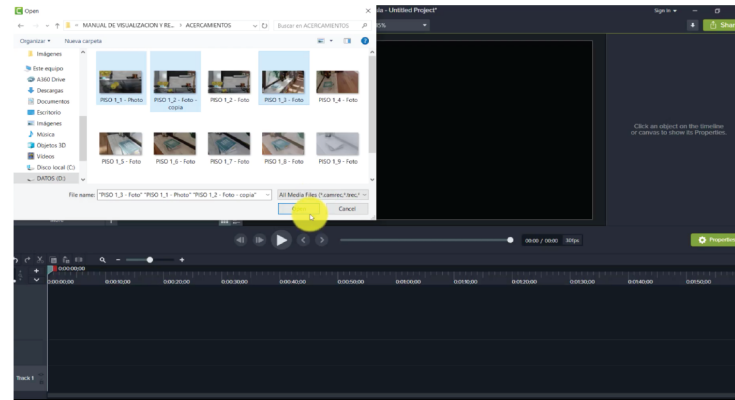 Open
sia - Untitled Project*
Sign In
MANUAL DE VISUALIZACION Y RE... > ACERCAMIENTOS
Buscar en ACERCAMIENTOS
Share
Organizar
Nueva carpeta
Imágenes
Este equipo
A360 Drive
Descargas
Documentos
Escritorio
Imágenes
Música
Objetos 3D
Vídeos
Disco local (C:)
DATOS (D:)
PISO 1_1 - Photo
PISO 1_2 - Foto - copia
PISO 1_2 - Foto
PISO 1_3 - Foto
PISO 1_4 - Foto
PISO 1_5 - Foto
PISO 1_6 - Foto
PISO 1_7 - Foto
PISO 1_8 - Foto
PISO 1_9 - Foto
File name:
"PISO 1_3 - Foto" "PISO 1_1 - Photo" "PISO 1_2 - Foto - copia"
All Media Files (*.camrec,*.trec,*
Cancel
Click an object on the timeline
or canvas to show its Properties.
00:00 / 00:00
30fps
Properties
0:00:00;00
0:00:00;00
0:00:10;00
0:00:20;00
0:00:30;00
0:00:40;00
0:00:50;00
0:01:00;00
0:01:10;00
0:01:20;00
0:01:30;00
0:01:40;00
0:01:50;00
Track 1